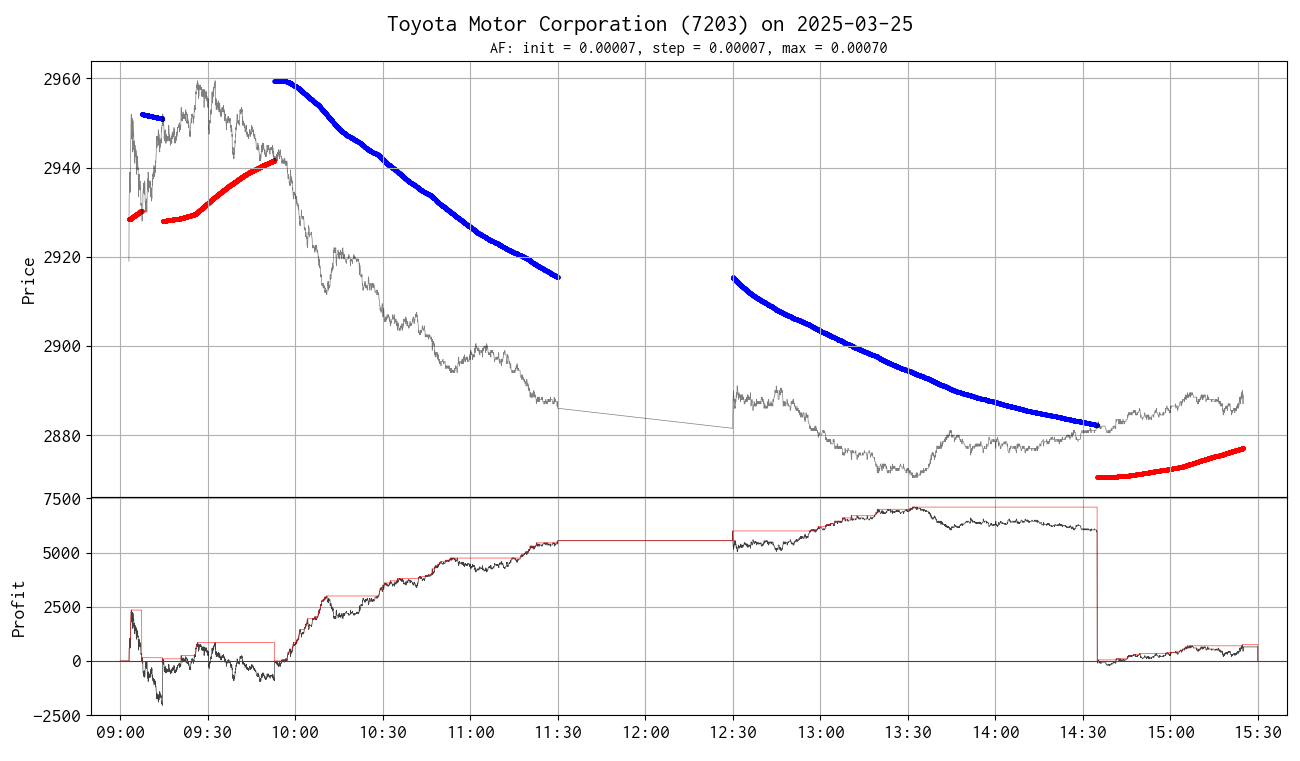 Toyota Motor Corporation (7203) on 2025-03-25
AF: init = 0.00007, step = 0.00007, max = 0.00070
Price
2960
2940
2920
2900
2880
Profit
7500
5000
2500
0
−2500
09:00 09:30 10:00 10:30 11:00 11:30 12:00 12:30 13:00 13:30 14:00 14:30 15:00 15:30